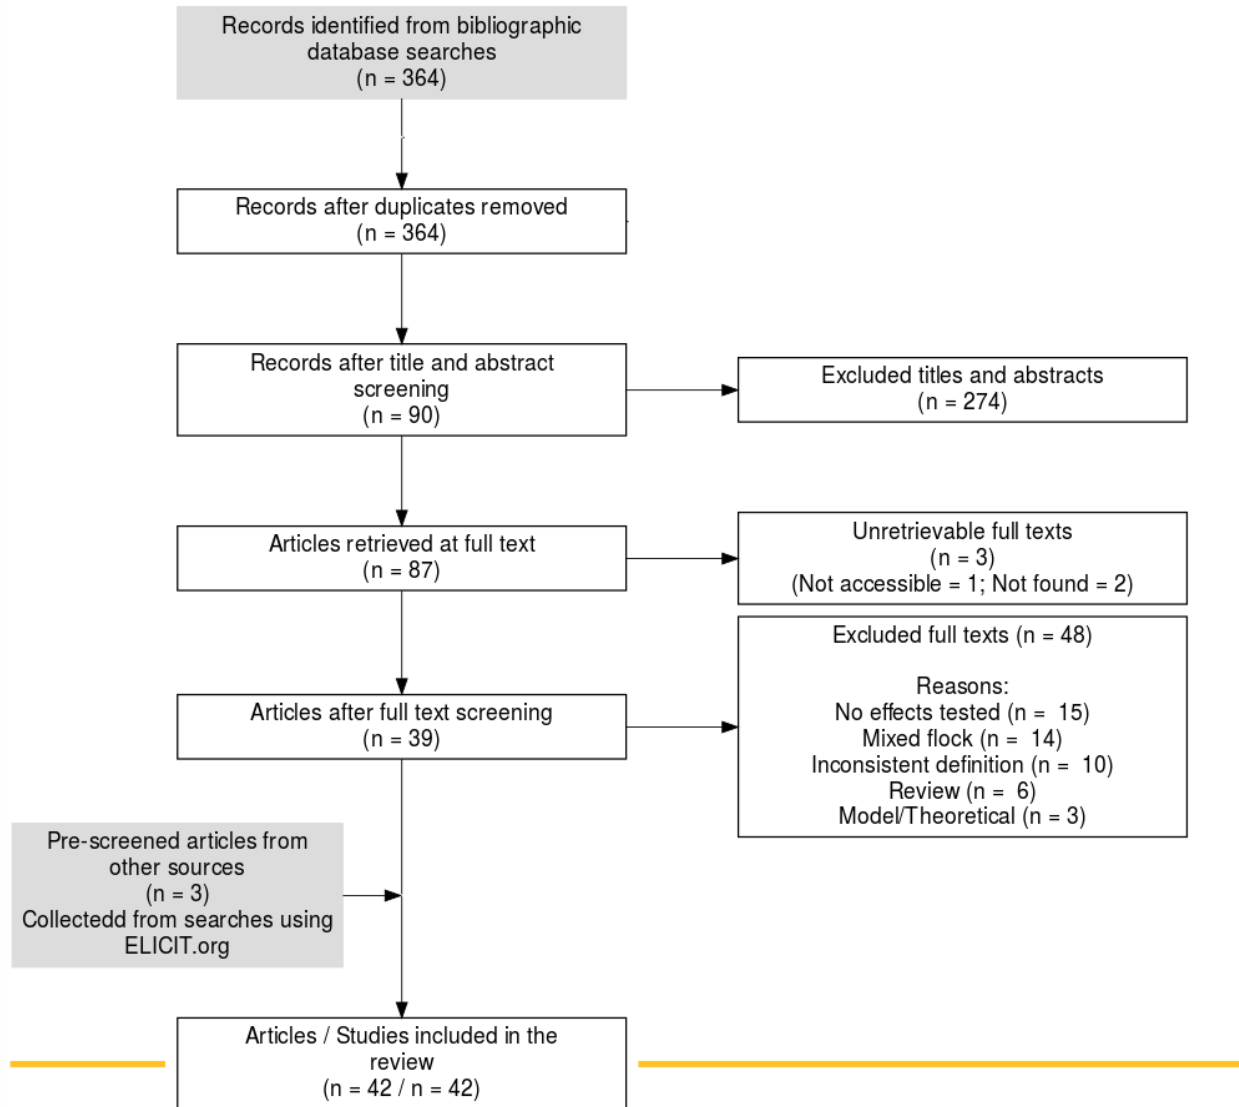 Records identified from bibliographic
database searches
(n = 364)
Records after duplicates removed
(n = 364)
Records after title and abstract
screening
(n = 90)
Excluded titles and abstracts
(n = 274)
Articles retrieved at full text
(n = 87)
Unretrievable full texts
(n = 3)
(Not accessible = 1; Not found = 2)
Articles after full text screening
(n = 39)
Excluded full texts (n = 48)
Reasons:
No effects tested (n =  15)
Mixed flock (n =  14)
Inconsistent definition (n =  10)
Review (n =  6)
Model/Theoretical (n = 3)
Pre-screened articles from
other sources
(n = 3)
Collectedd from searches using
ELICIT.org
Articles / Studies included in the
review
(n = 42 / n = 42)